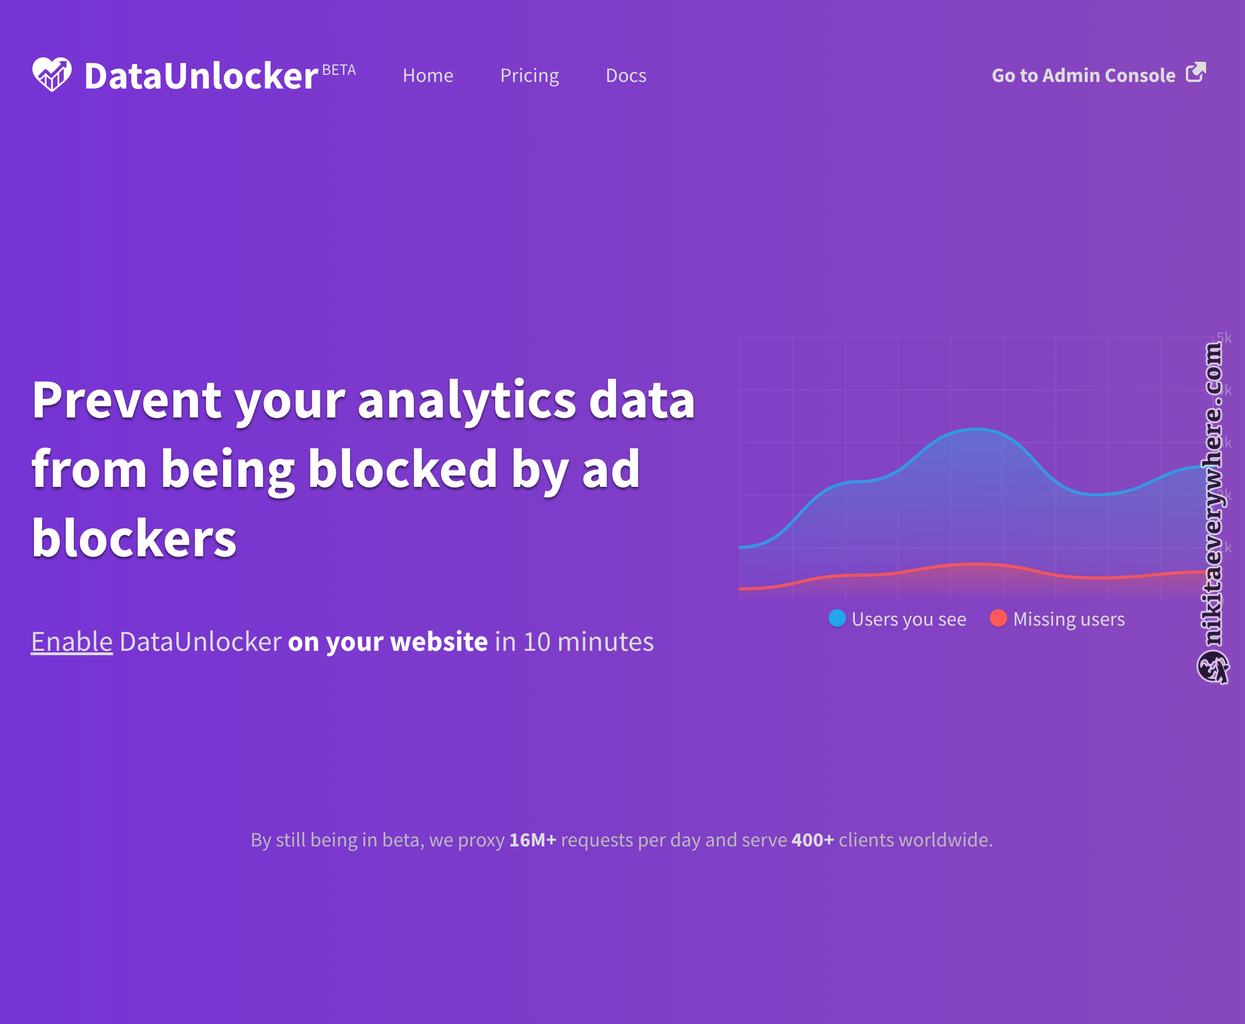 DataUnlocker BETA
Home
Pricing
Docs
Go to Admin Console
Prevent your analytics data
from being blocked by ad
blockers
Enable DataUnlocker on your website in 10 minutes
5k
Users you see
Missing users
nikitaeverywhere.com
By still being in beta, we proxy 16M+ requests per day and serve 400+ clients worldwide.